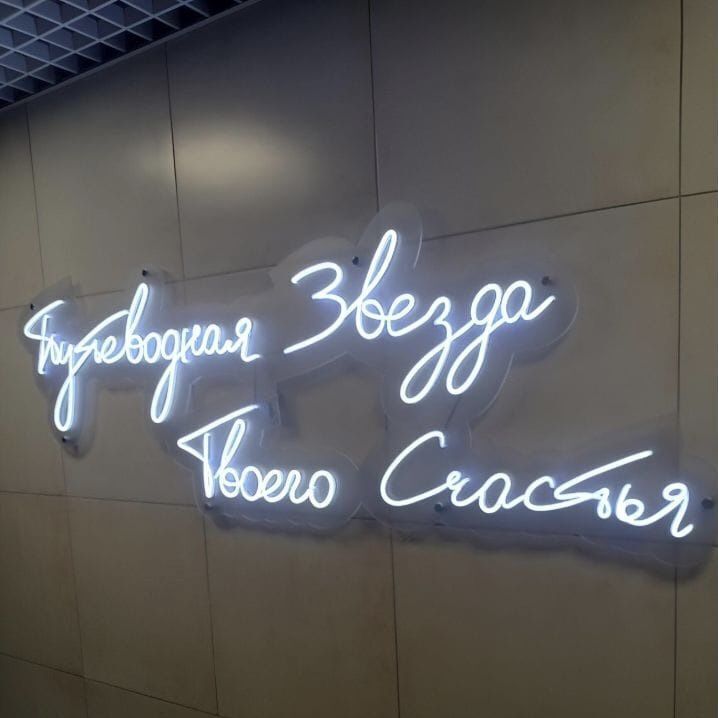 Путеводная Звезда
Твоего Счастья